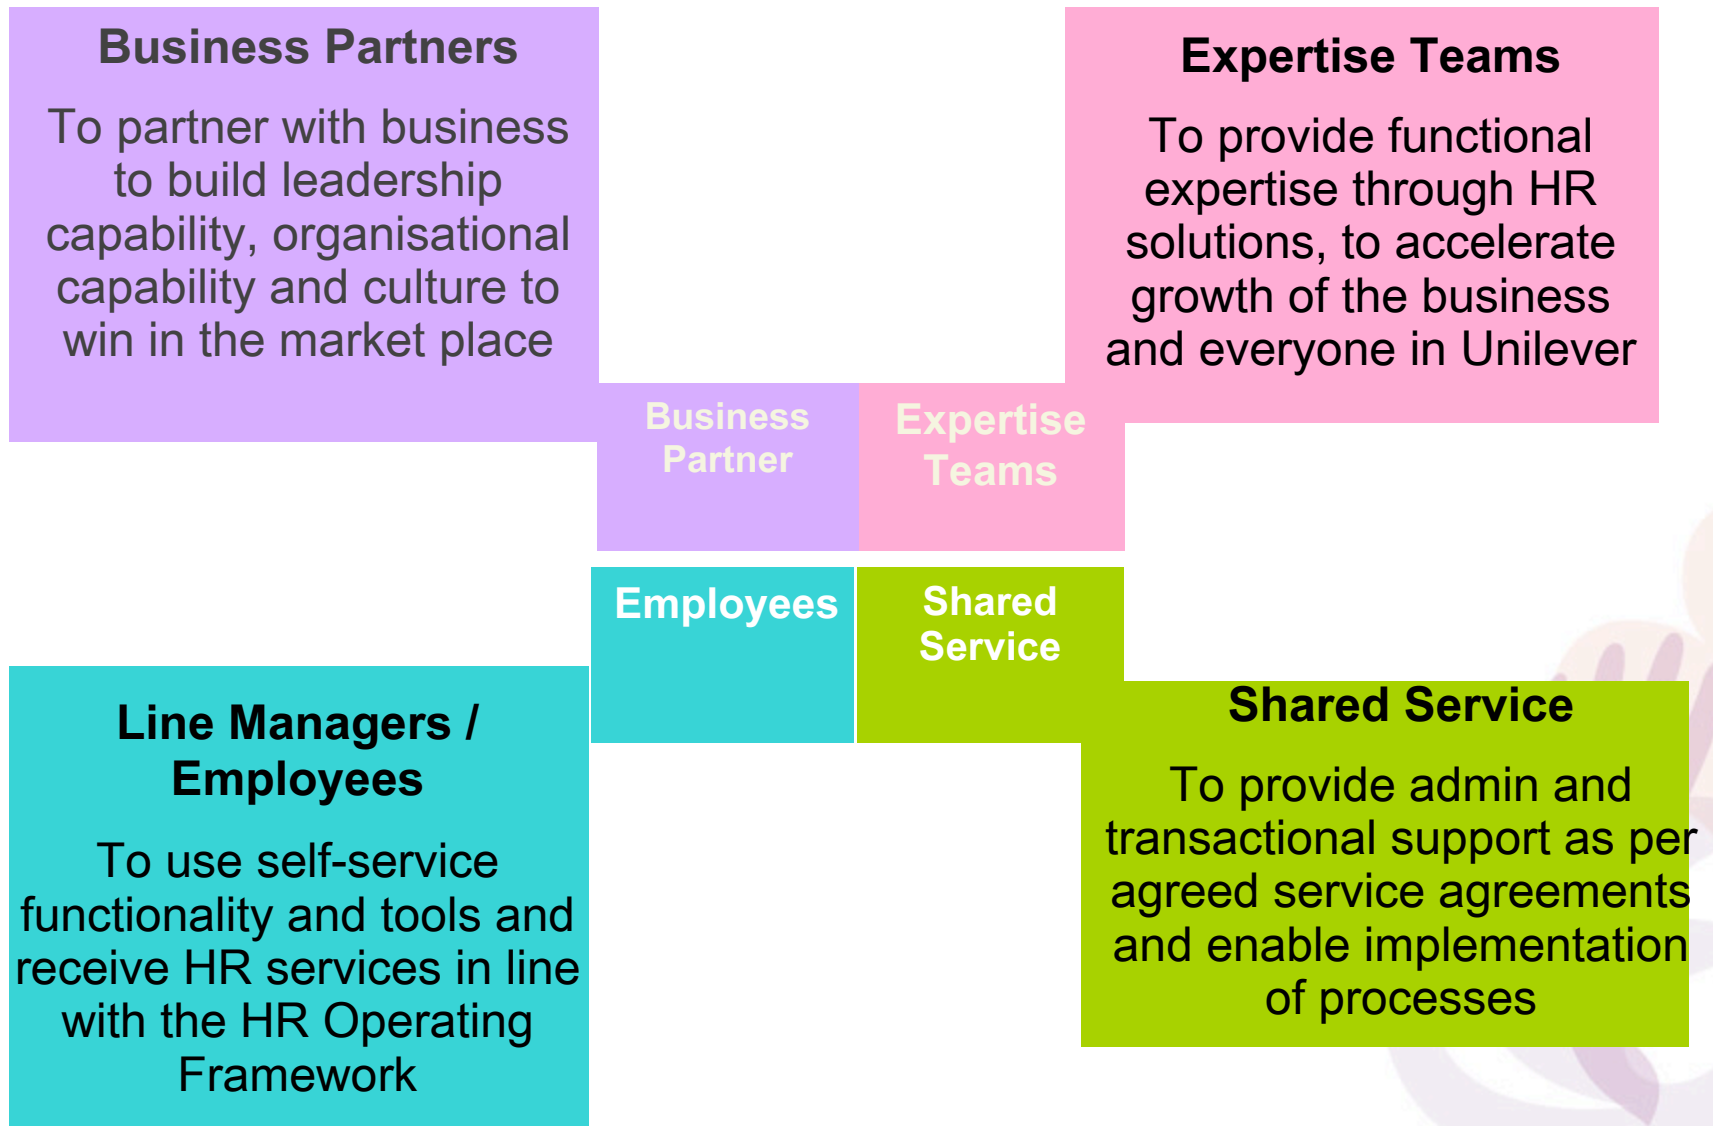 Business Partners
To partner with business
to build leadership
capability, organisational
capability and culture to
win in the market place
Expertise Teams
To provide functional
expertise through HR
solutions, to accelerate
growth of the business
and everyone in Unilever
Business
Partner
Expertise
Teams
Employees
Shared
Service
Line Managers /
Employees
To use self-service
functionality and tools and
receive HR services in line
with the HR Operating
Framework
Shared Service
To provide admin and
transactional support as per
agreed service agreements
and enable implementation
of processes